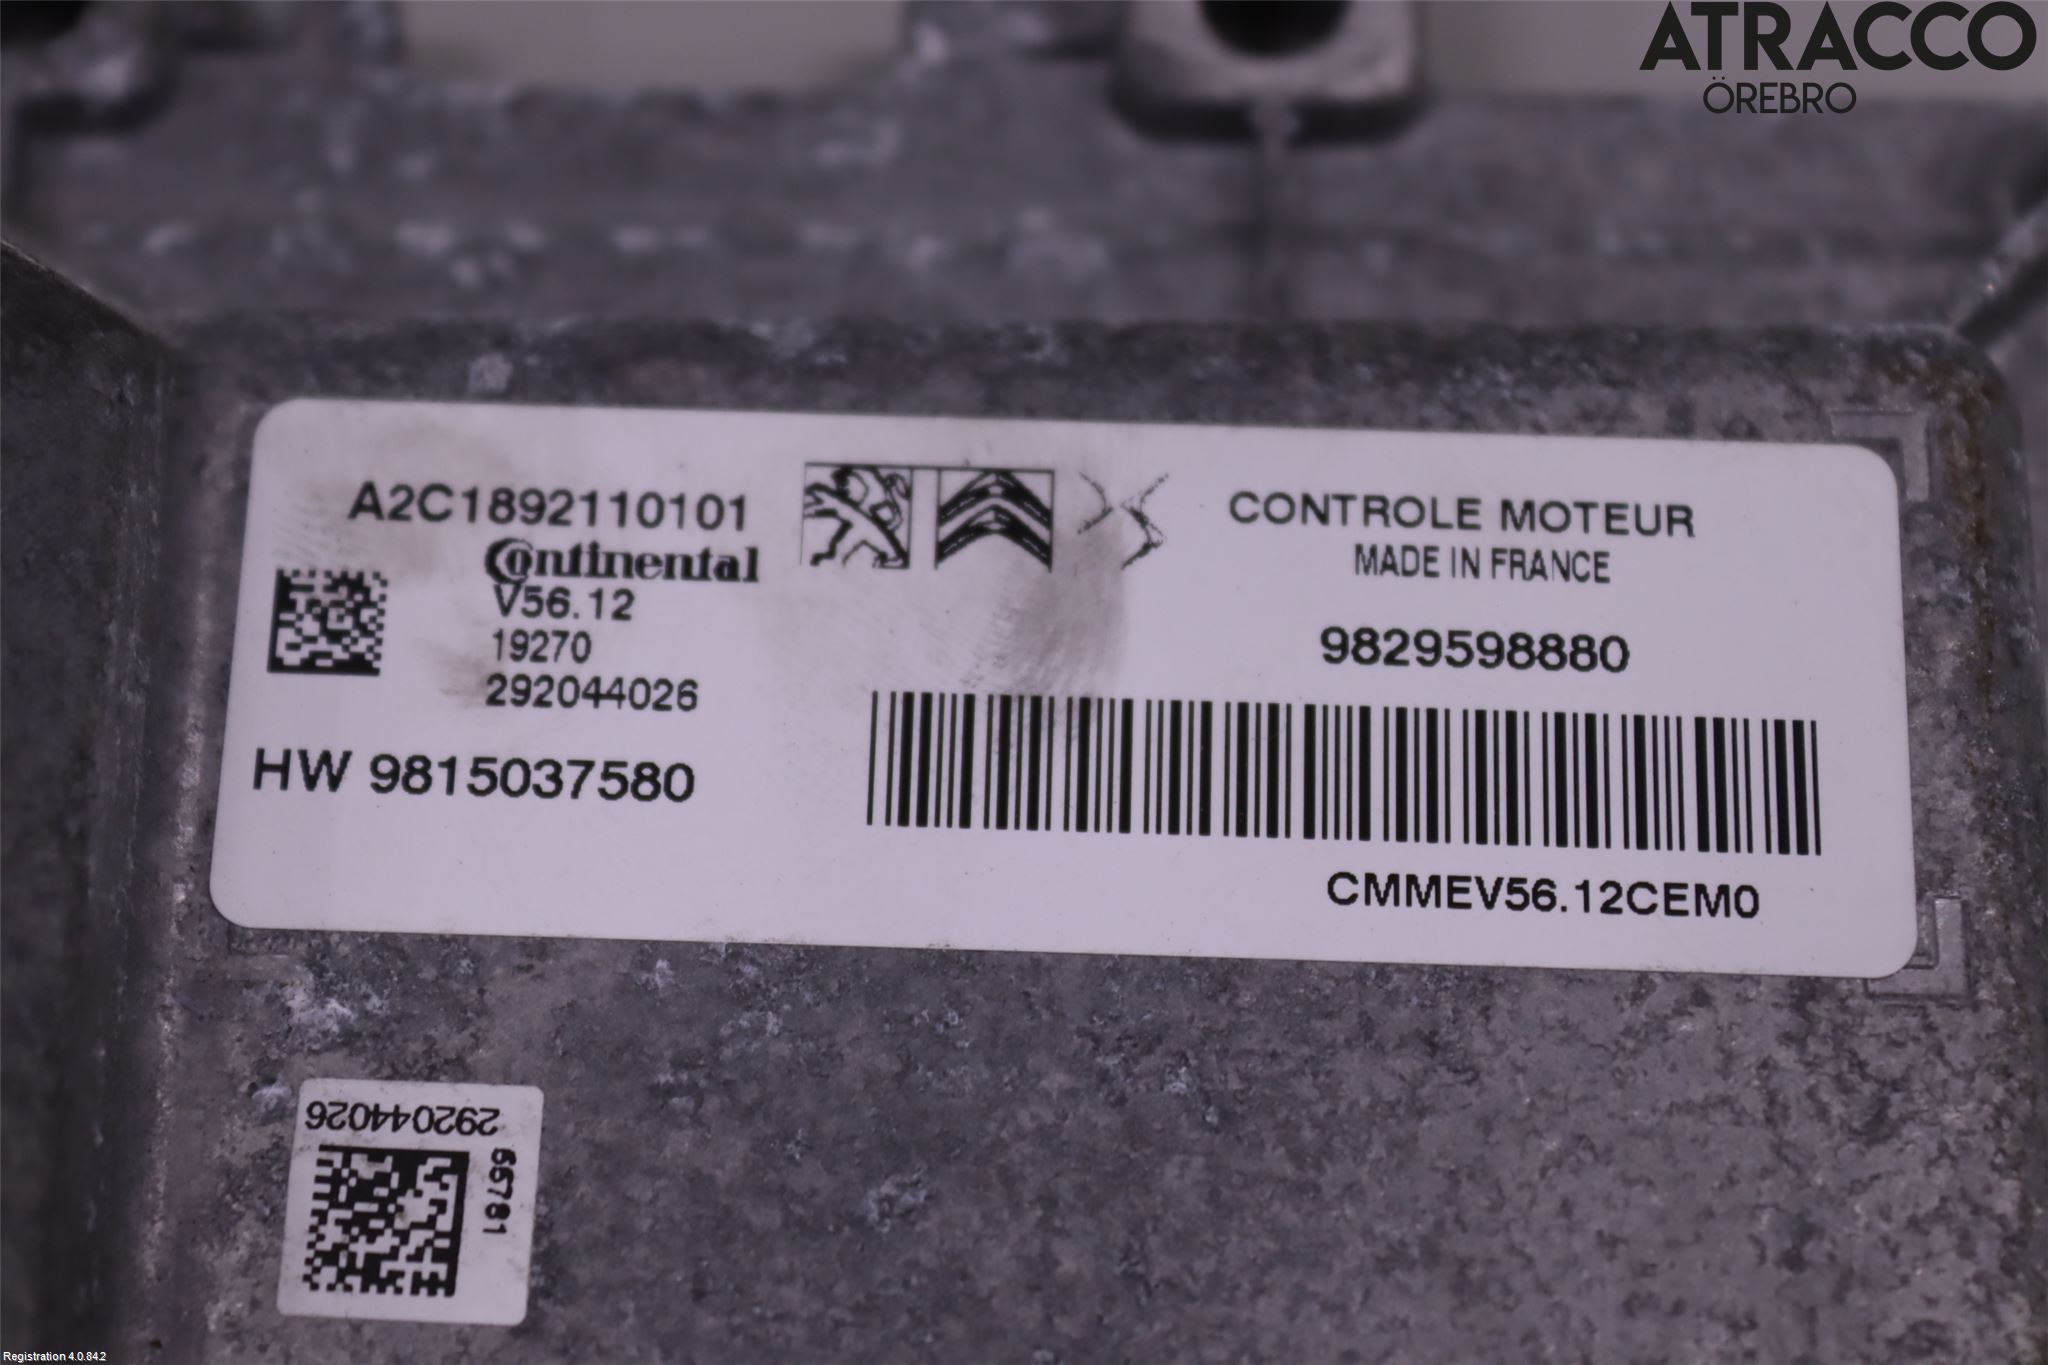 ATRACCO
ÖREBRO
A2C1892110101
Continental
V56.12
19270
292044026
HW 9815037580
CONTROLE MOTEUR
MADE IN FRANCE
9829598880
CMMEV56.12CEM0
292044026
66781
Registration 4.0.84.2